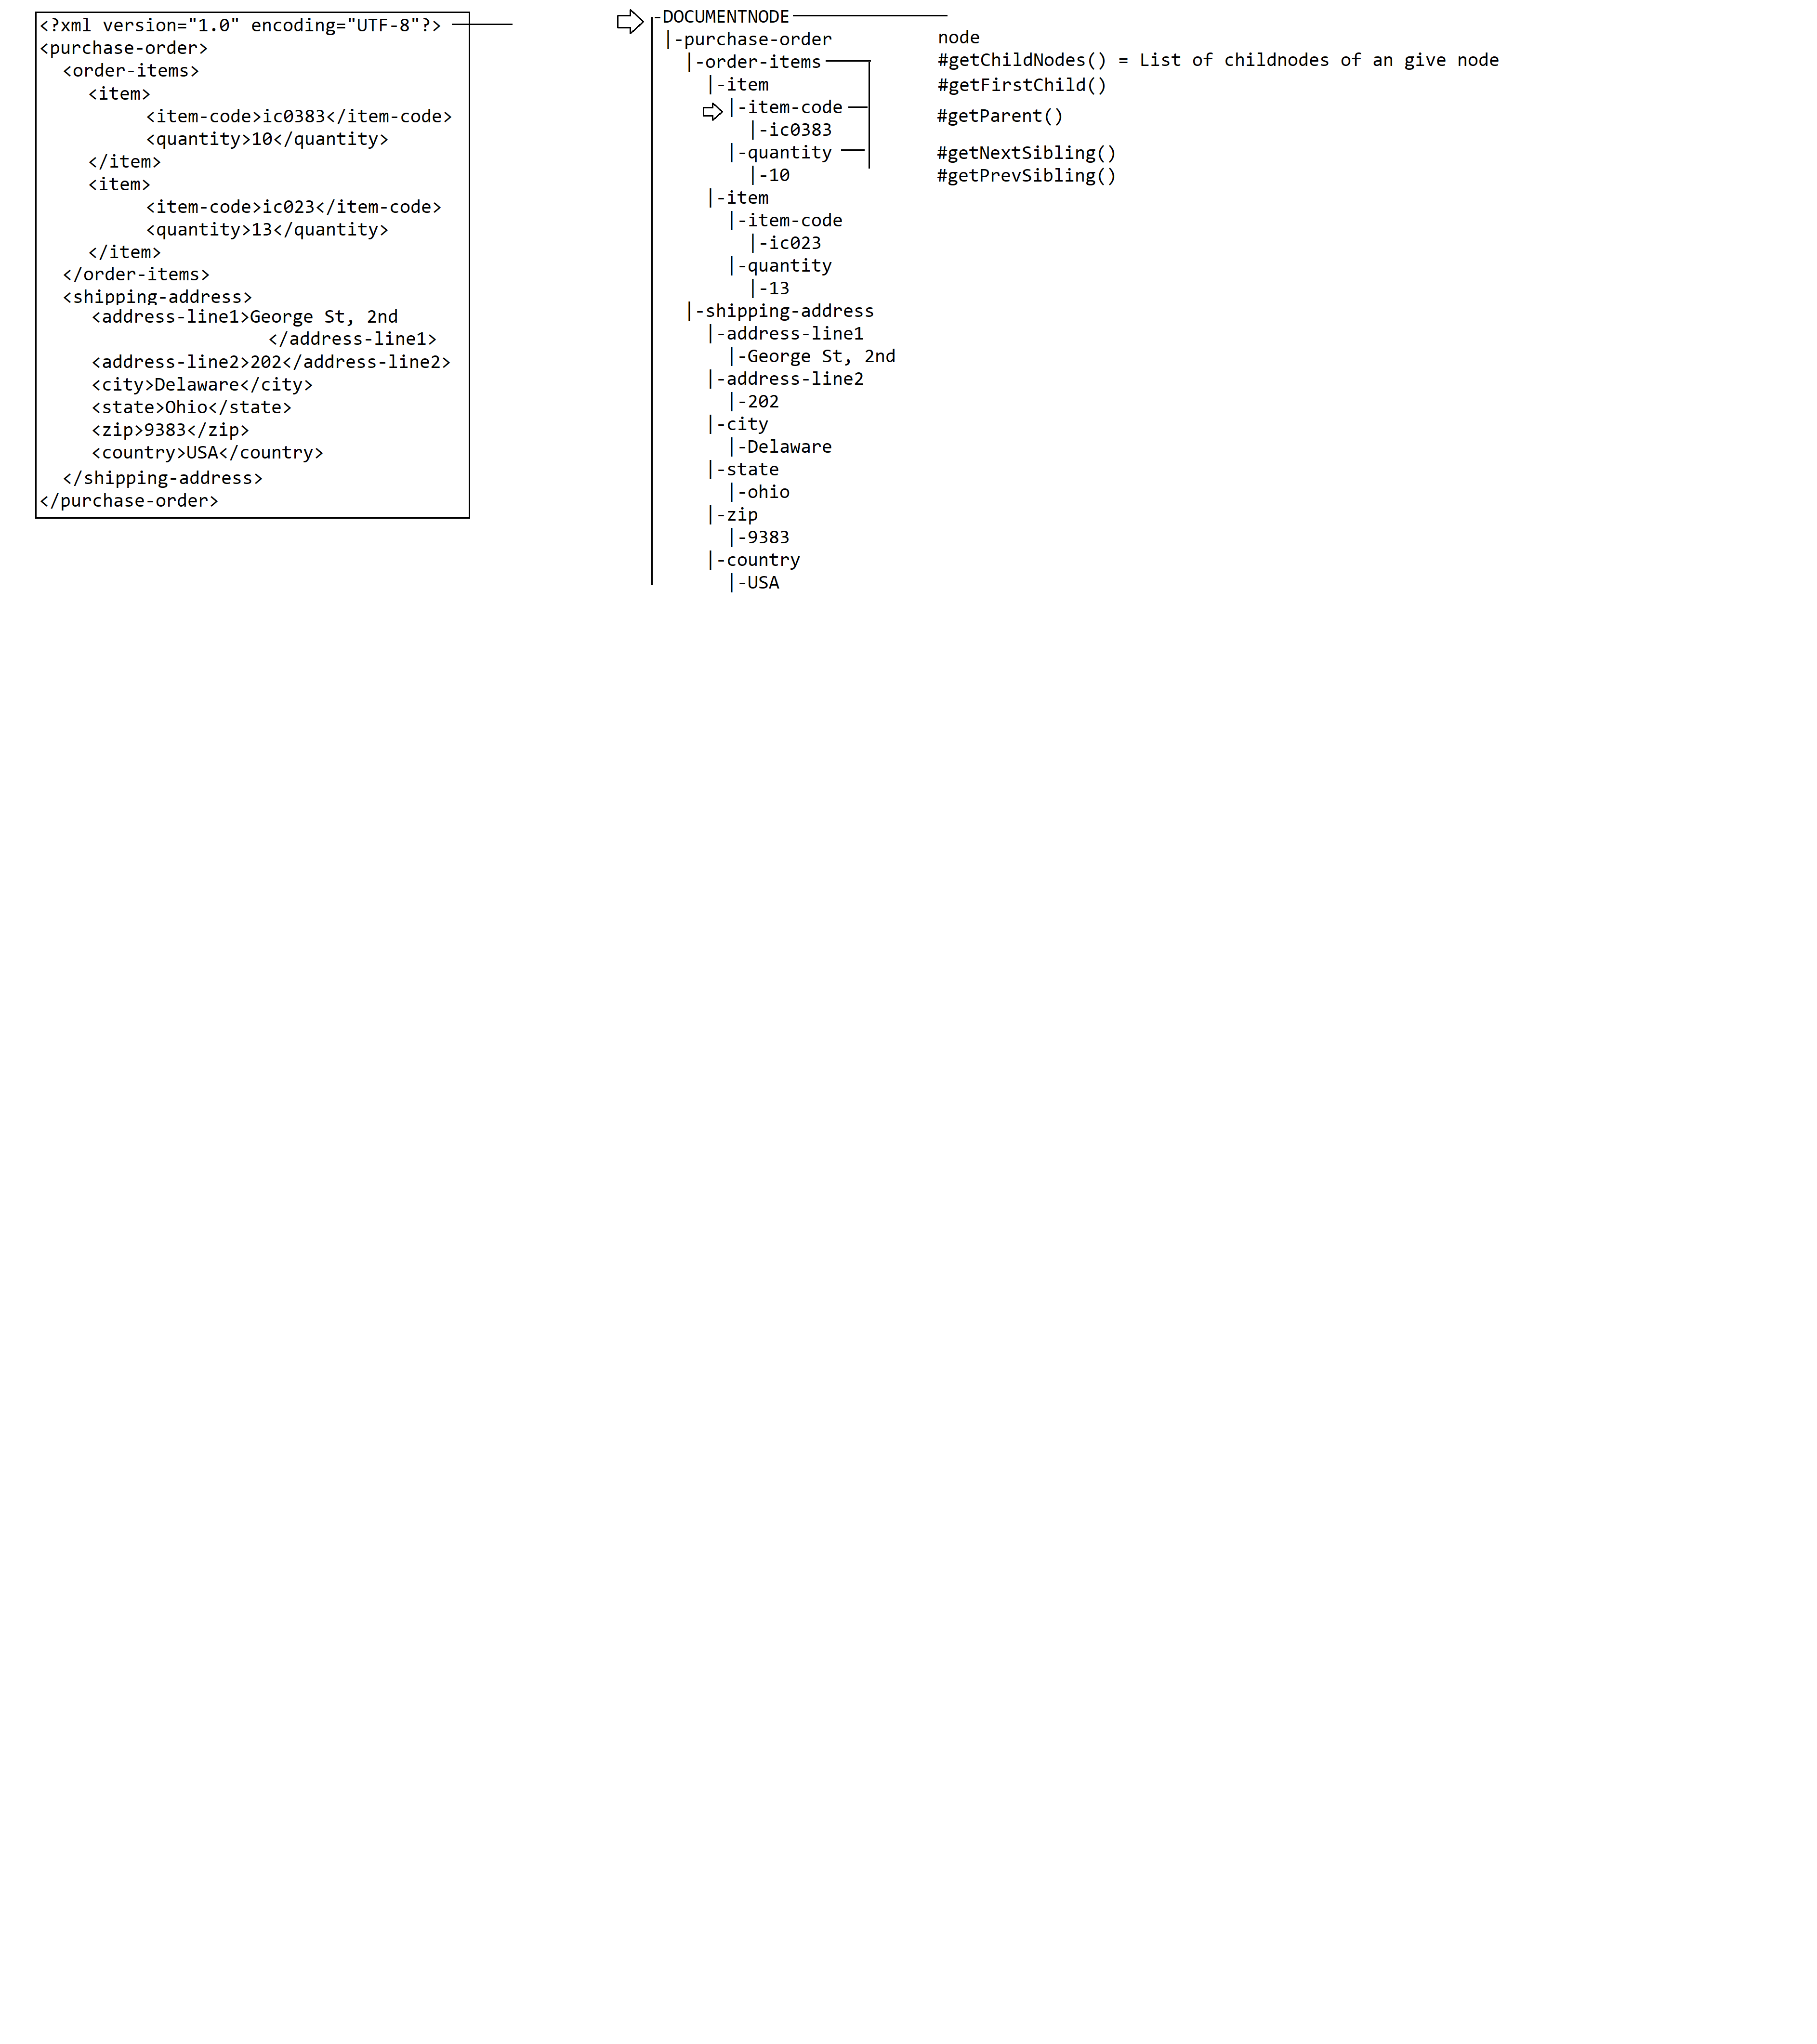 <?xml version="1.0" encoding="UTF-8"?>
<purchase-order>
<order-items>
<item>
<item-code>ic0383</item-code>
<quantity>10</quantity>
</item>
<item>
<item-code>ic023</item-code>
<quantity>13</quantity>
</item>
</order-items>
<shipping-address>
<address-line1>George St, 2nd
</address-line1>
<address-line2>202</address-line2>
<city>Delaware</city>
<state>Ohio</state>
<zip>9383</zip>
<country>USA</country>
</shipping-address>
</purchase-order>
-DOCUMENTNODE
|-purchase-order
|-order-items
|-item
|-item-code
|-ic0383
|-quantity
|-10
|-item
|-item-code
|-ic023
|-quantity
|-13
|-shipping-address
|-address-line1
|-George St, 2nd
|-address-line2
|-202
|-city
|-Delaware
|-state
|-ohio
|-zip
|-9383
|-country
|-USA
node
#getChildNodes() = List of childnodes of an give node
#getFirstChild()
#getParent()
#getNextSibling()
#getPrevSibling()